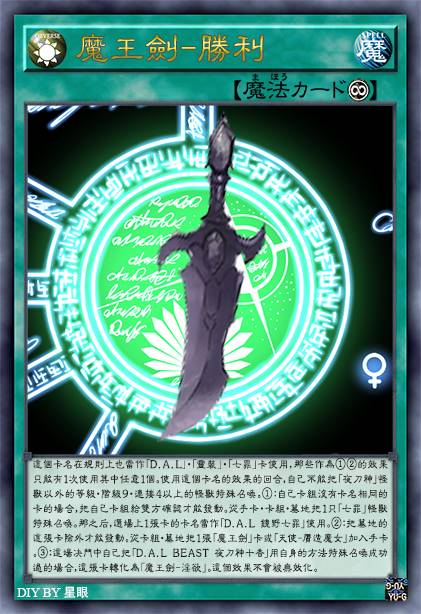 魔王劍-勝利
SPELL
魔
【魔法カード♾】
まほう
這個卡名在規則上也當作「D.A.L」・「靈裝」・「七罪」卡使用,那些作為①②的效果
只能有1次使用其中任意1個。使用這個卡名的效果的回合,自己不能把「夜刀神」怪
獸以外的等級・階級9・連接4以上的怪獸特殊召喚。①:自己卡組沒有卡名相同的
卡的場合,把自己卡組給雙方確認才能發動。從手卡・卡組・墓地把1只「七罪」怪獸
特殊召喚。那之後,選場上1張卡的卡名當作「D.A.L 鏡野七罪」使用。②:把墓地的
這張卡除外才能發動。從卡組・墓地把1張「魔王劍」卡或「天使-贗造魔女」加入手卡
。③:這場決鬥中自己把「D.A.L BEAST 夜刀神十香」用自身的方法特殊召喚成功
過的場合,這張卡轉化為「魔王劍-淫欲」。這個效果不會被無效化。
DIY BY 星眼
YU-G